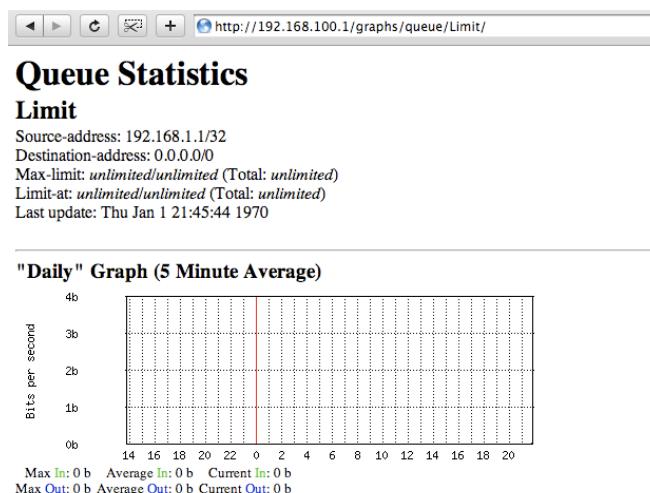 http://192.168.100.1/graphs/queue/Limit/
Queue Statistics
Limit
Source-address: 192.168.1.1/32
Destination-address: 0.0.0.0/0
Max-limit: unlimited/unlimited (Total: unlimited)
Limit-at: unlimited/unlimited (Total: unlimited)
Last update: Thu Jan 1 21:45:44 1970
"Daily" Graph (5 Minute Average)
Bits per second
4b
3b
2b
1b
0b
14 16 18 20 22 0 2 4 6 8 10 12 14 16 18 20
Max In: 0 b Average In: 0 b Current In: 0 b
Max Out: 0 b Average Out: 0 b Current Out: 0 b